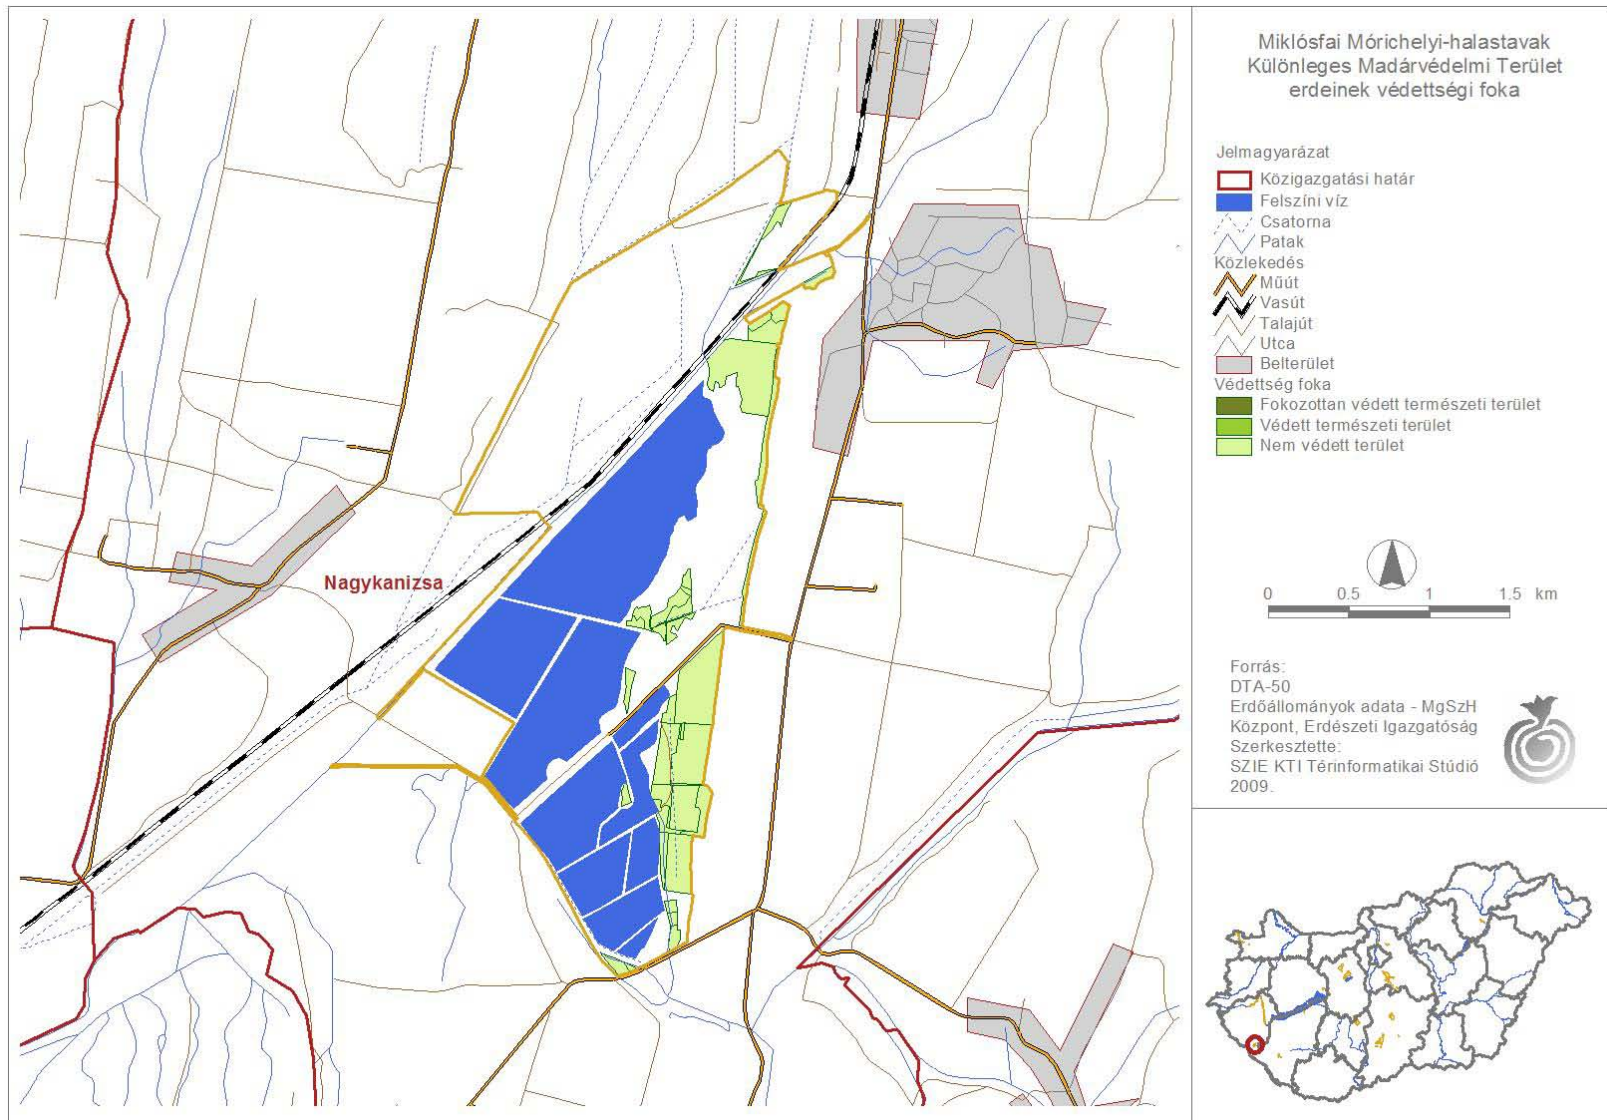 Miklósfai Mórichelyi-halastavak
Különleges Madárvédelmi Terület
erdeinek védettségi foka
Jelmagyarázat
Közigazgatási határ
Felszíni víz
Csatorna
Patak
Közlekedés
Műút
Vasút
Talajút
Utca
Belterület
Védettség foka
Fokozottan védett természeti terület
Védett természeti terület
Nem védett terület
Nagykanizsa
0 0.5 1 1.5 km
Forrás:
DTA-50
Erdőállományok adata - MgSzH
Központ, Erdészeti Igazgatóság
Szerkesztette:
SZIE KTI Térinformatikai Stúdió
2009.